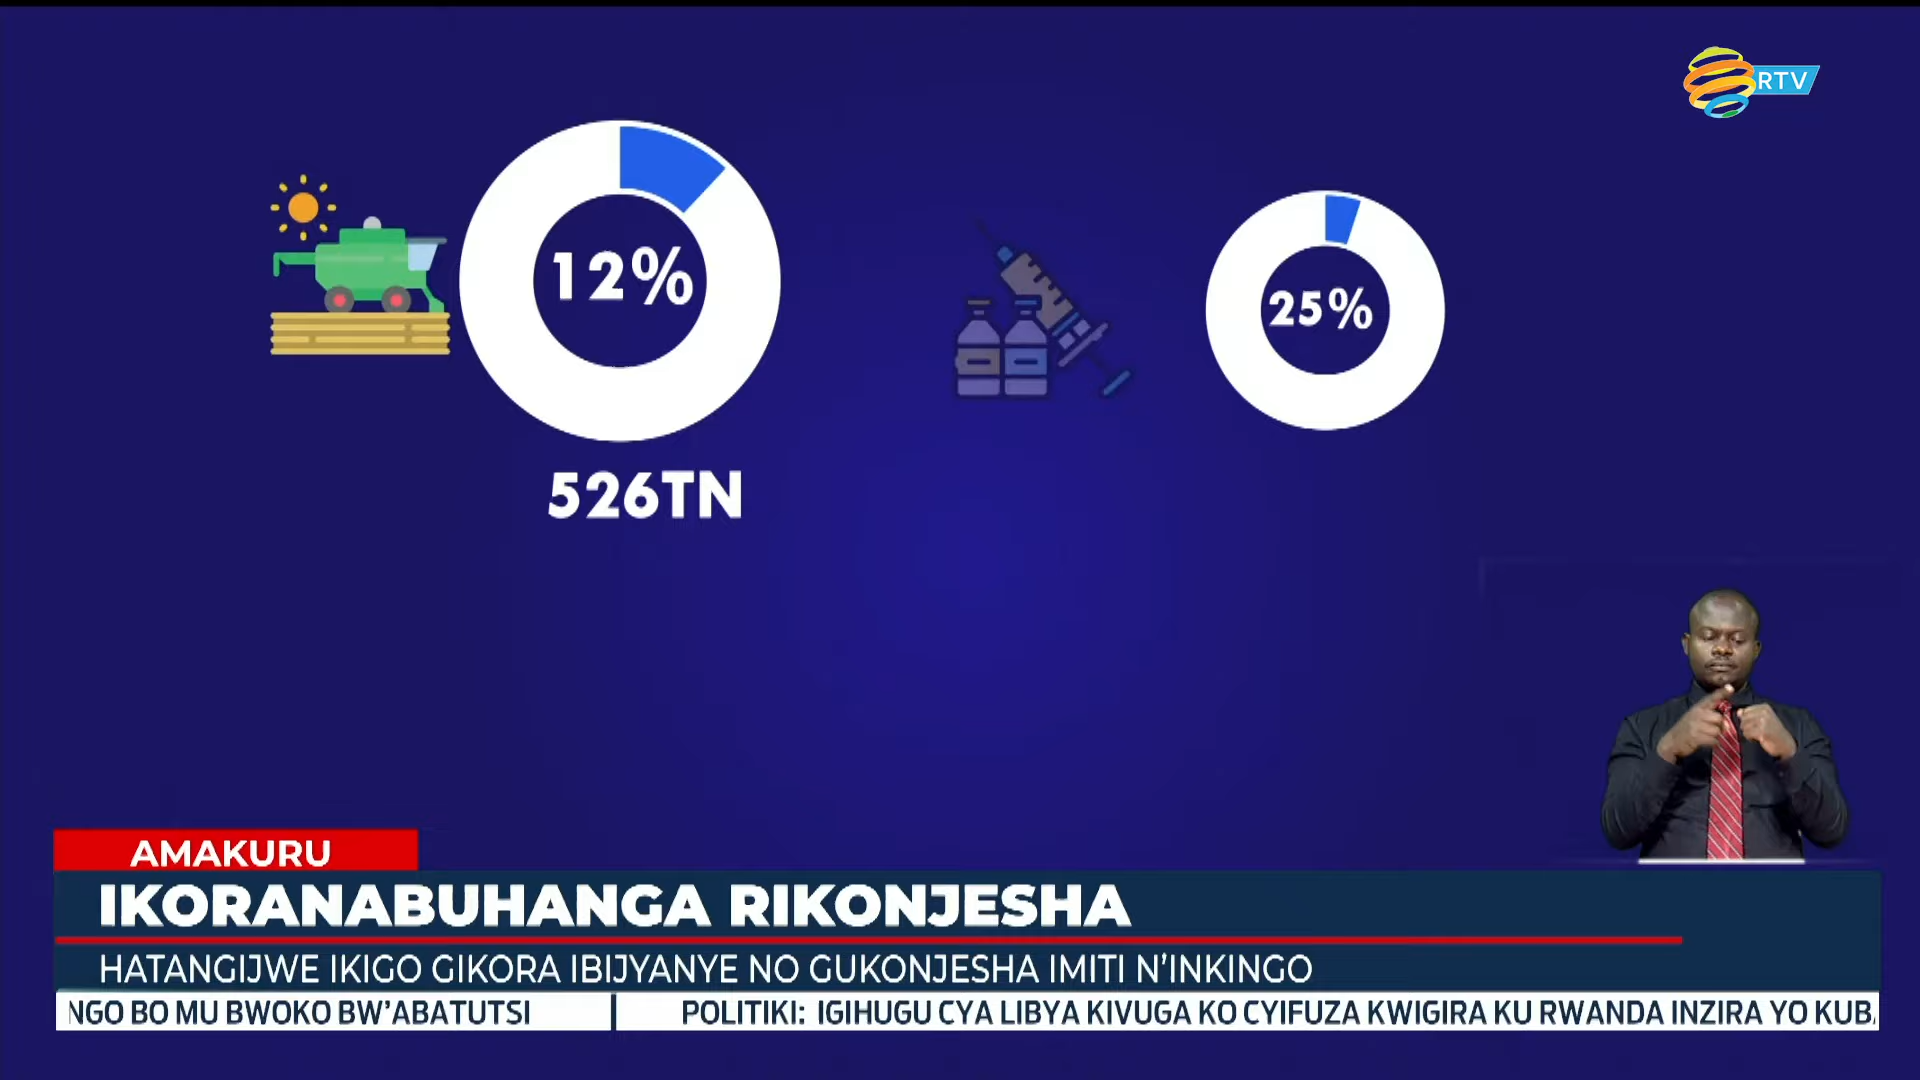 RTV
12%
25%
526TN
AMAKURU
IKORANABUHANGA RIKONJESHA
HATANGIJWE IKIGO GIKORA IBIJYANYE NO GUKONJESHA IMITI N'INKINGO
NGO BO MU BWOKO BW'ABATUTSI POLITIKI: IGIHUGU CYA LIBYA KIVUGA KO CYIFUZA KWIGIRA KU RWANDA INZIRA YO KUB